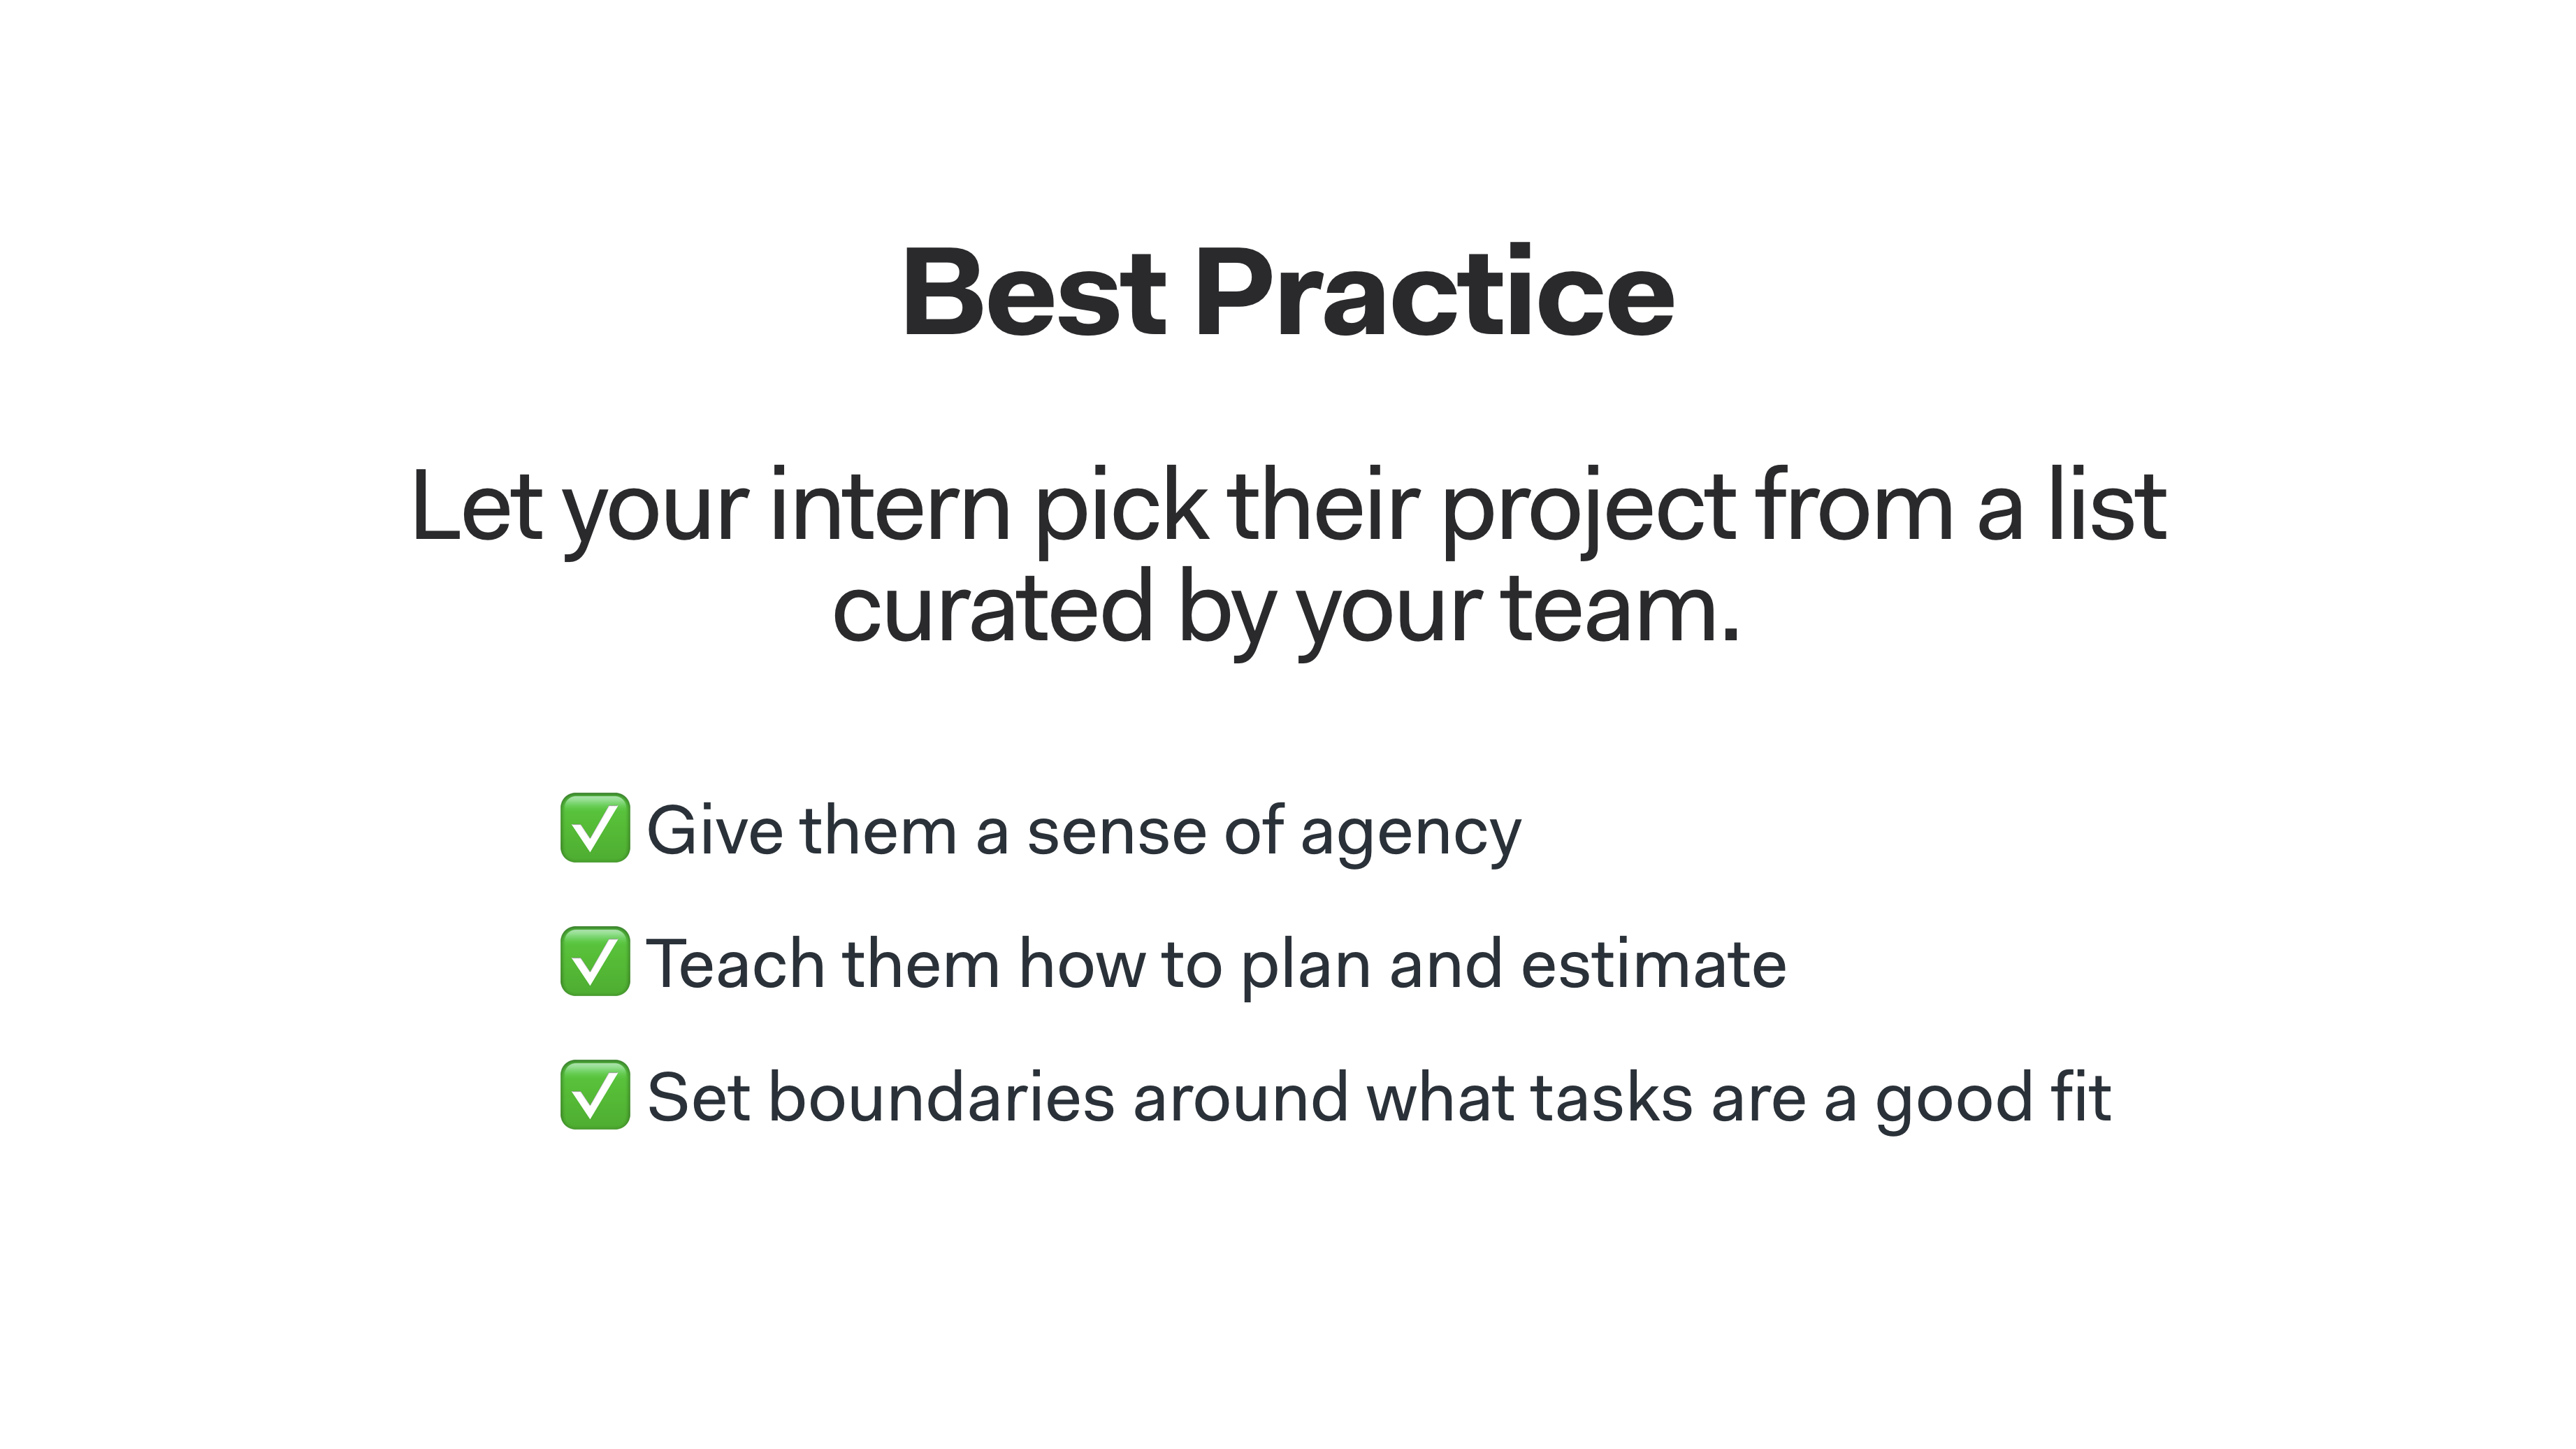 Best Practice
Let your intern pick their project from a list
curated by your team.
✅ Give them a sense of agency
✅ Teach them how to plan and estimate
✅ Set boundaries around what tasks are a good fit